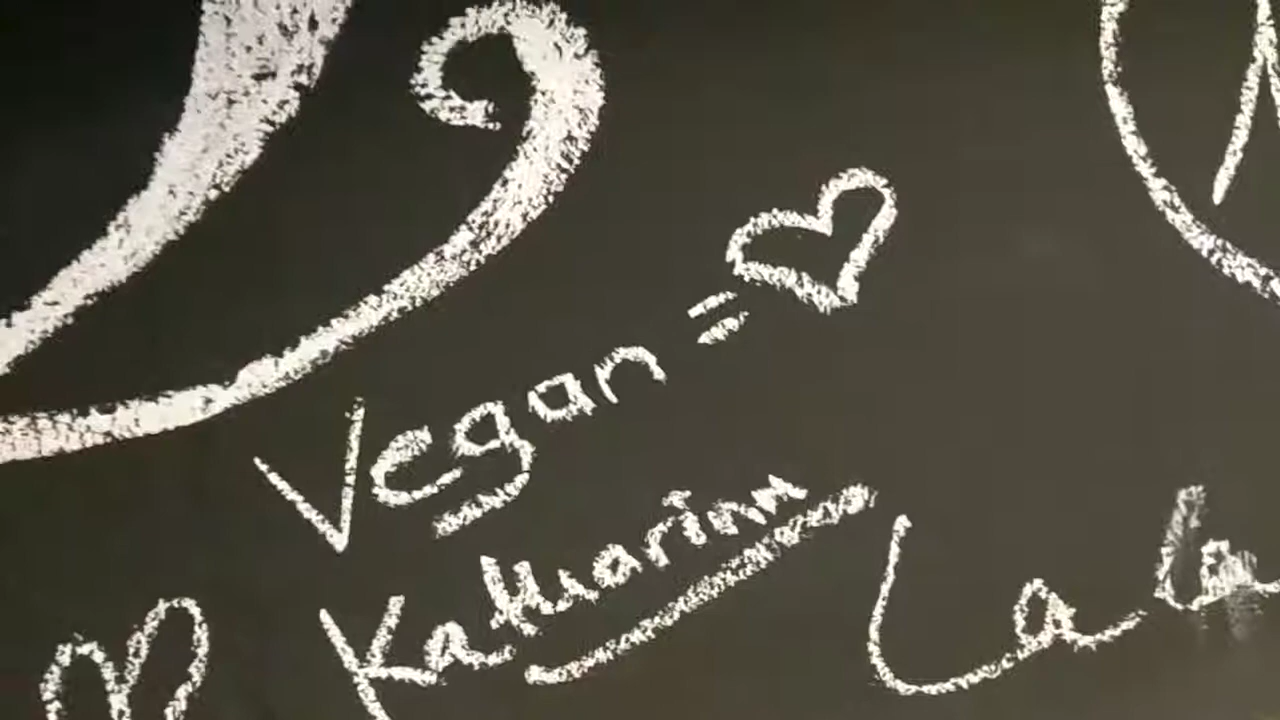 Vegan = ♡
Katharina